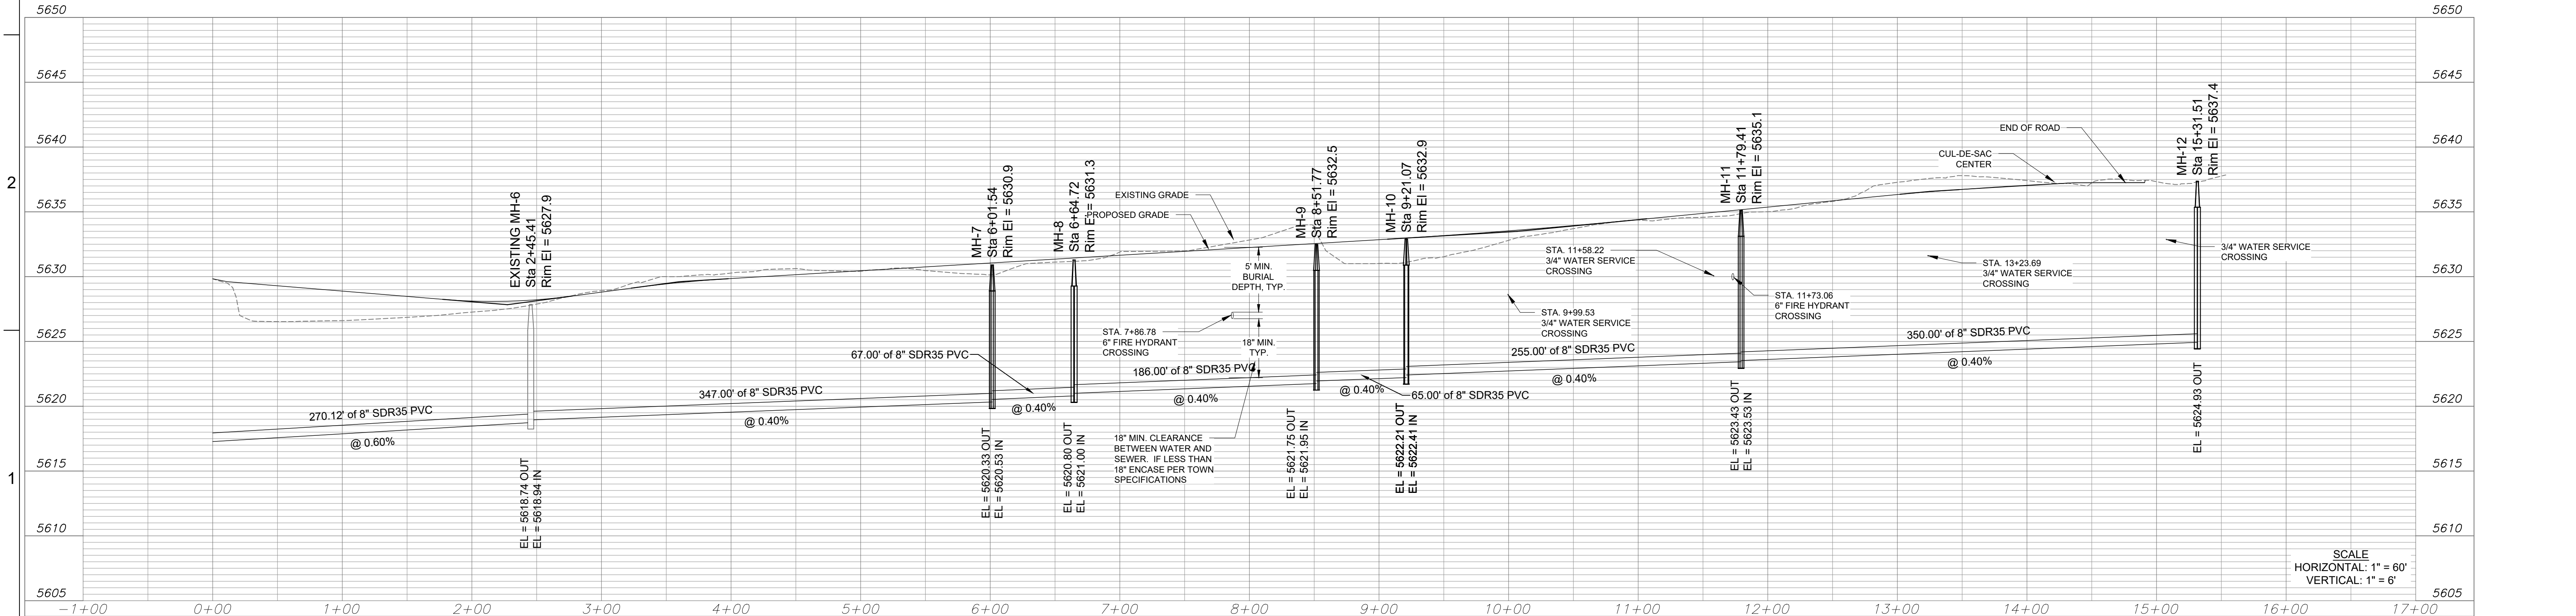 5650
5645
5640
5635
5630
5625
5620
5615
5610
5605
2
1
EXISTING MH-6
Sta 2+45.41
Rim El = 5627.9
MH-7
Sta 6+01.54
Rim El = 5630.9
MH-8
Sta 6+64.72
Rim El = 5631.3
EXISTING GRADE
PROPOSED GRADE
MH-9
Sta 8+51.77
Rim El = 5632.5
MH-10
Sta 9+21.07
Rim El = 5632.9
MH-11
Sta 11+79.41
Rim El = 5635.1
CUL-DE-SAC
CENTER
END OF ROAD
MH-12
Sta 15+31.51
Rim El = 5637.4
5' MIN.
BURIAL
DEPTH, TYP.
18" MIN.
TYP.
STA. 7+86.78
6" FIRE HYDRANT
CROSSING
STA. 9+99.53
3/4" WATER SERVICE
CROSSING
STA. 11+58.22
3/4" WATER SERVICE
CROSSING
STA. 11+73.06
6" FIRE HYDRANT
CROSSING
STA. 13+23.69
3/4" WATER SERVICE
CROSSING
3/4" WATER SERVICE
CROSSING
270.12' of 8" SDR35 PVC
@ 0.60%
347.00' of 8" SDR35 PVC
@ 0.40%
67.00' of 8" SDR35 PVC
@ 0.40%
186.00' of 8" SDR35 PVC
@ 0.40%
65.00' of 8" SDR35 PVC
@ 0.40%
255.00' of 8" SDR35 PVC
@ 0.40%
350.00' of 8" SDR35 PVC
@ 0.40%
18" MIN. CLEARANCE
BETWEEN WATER AND
SEWER. IF LESS THAN
18" ENCASE PER TOWN
SPECIFICATIONS
EL = 5618.74 OUT
EL = 5618.94 IN
EL = 5620.33 OUT
EL = 5620.53 IN
EL = 5620.80 OUT
EL = 5621.00 IN
EL = 5621.75 OUT
EL = 5621.95 IN
EL = 5622.21 OUT
EL = 5622.41 IN
EL = 5623.43 OUT
EL = 5623.53 IN
EL = 5624.93 OUT
5650
5645
5640
5635
5630
5625
5620
5615
5610
5605
SCALE
HORIZONTAL: 1" = 60'
VERTICAL: 1" = 6'
-1+00 0+00 1+00 2+00 3+00 4+00 5+00 6+00 7+00 8+00 9+00 10+00 11+00 12+00 13+00 14+00 15+00 16+00 17+00